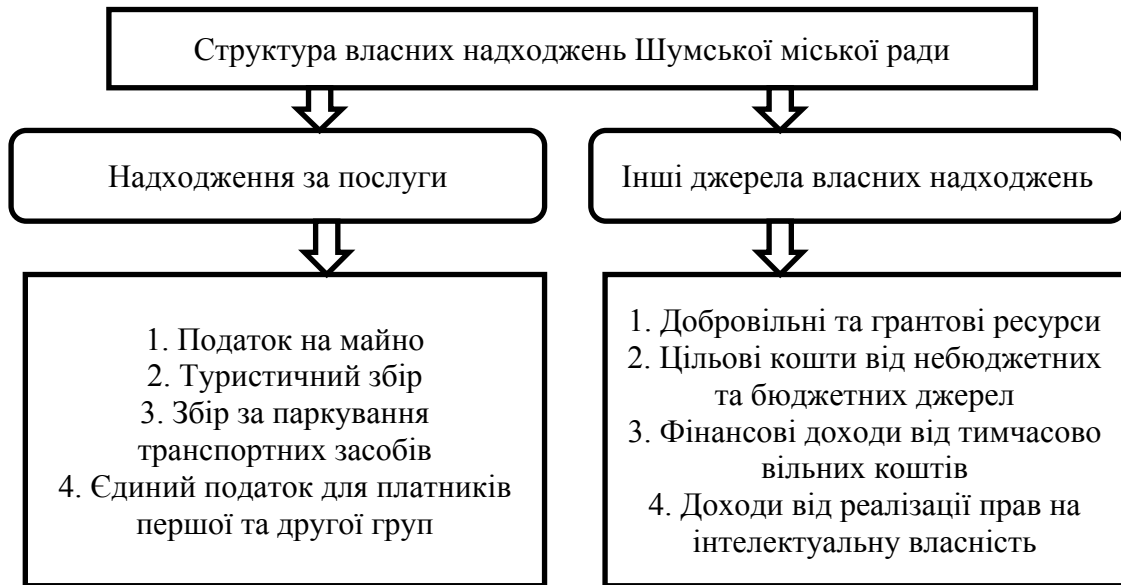 Структура власних надходжень Шумської міської ради
Надходження за послуги
Інші джерела власних надходжень
1. Податок на майно
2. Туристичний збір
3. Збір за паркування
транспортних засобів
4. Єдиний податок для платників
першої та другої груп
1. Добровільні та грантові ресурси
2. Цільові кошти від небюджетних
та бюджетних джерел
3. Фінансові доходи від тимчасово
вільних коштів
4. Доходи від реалізації прав на
інтелектуальну власність